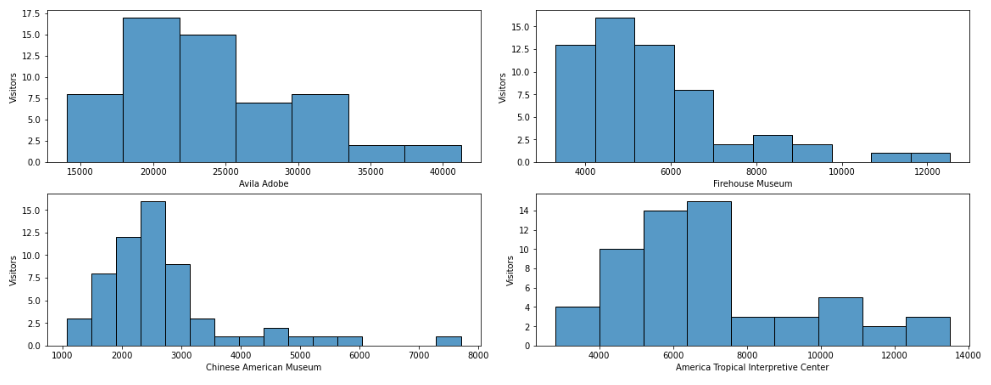 17.5
15.0
12.5
10.0
7.5
5.0
2.5
0.0
Visitors
15000 20000 25000 30000 35000 40000
Avila Adobe
15.0
12.5
10.0
7.5
5.0
2.5
0.0
Visitors
4000 6000 8000 10000 12000
Firehouse Museum
15.0
12.5
10.0
7.5
5.0
2.5
0.0
Visitors
1000 2000 3000 4000 5000 6000 7000 8000
Chinese American Museum
14
12
10
8
6
4
2
0
Visitors
4000 6000 8000 10000 12000 14000
America Tropical Interpretive Center